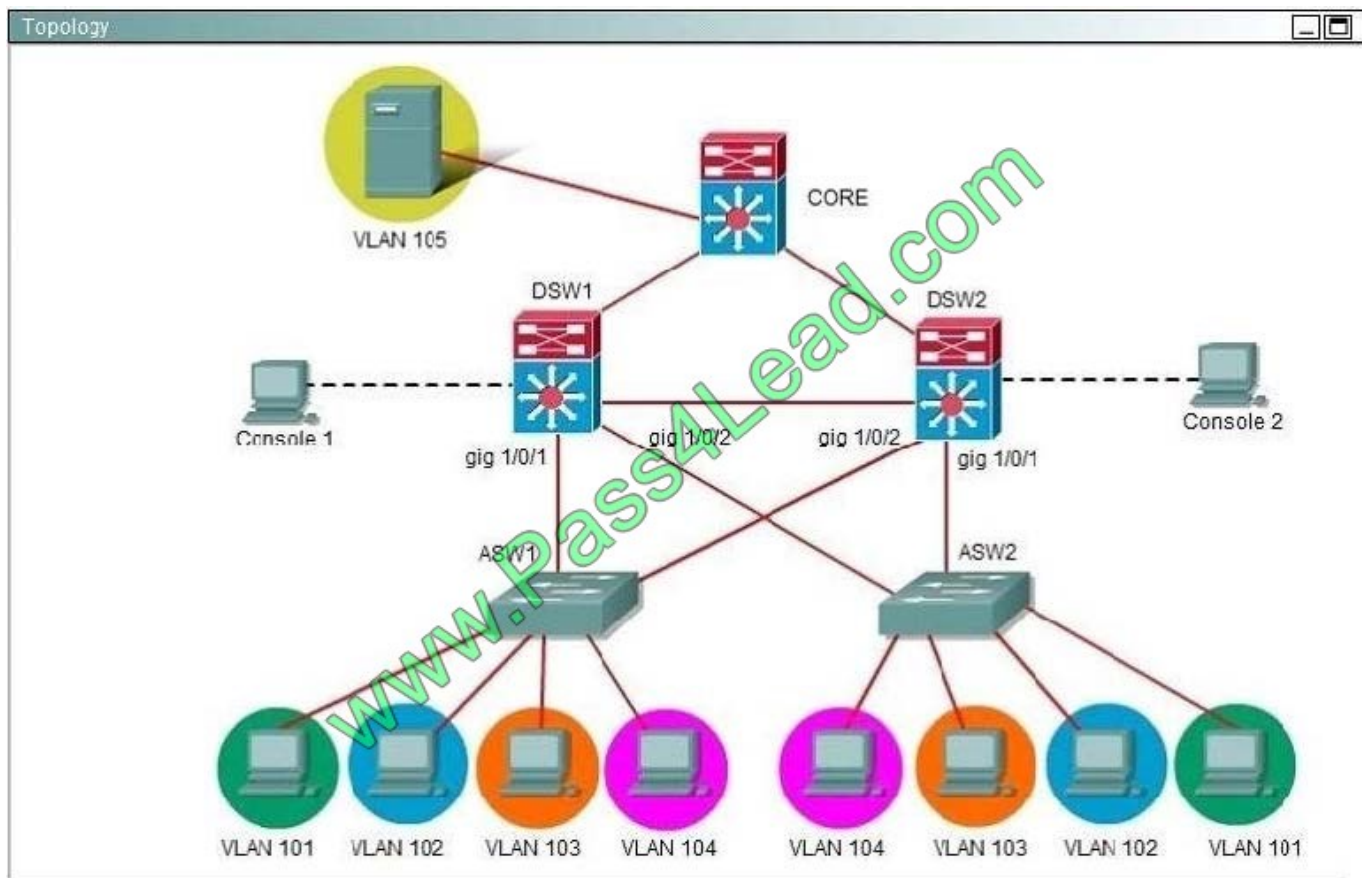 Topology
VLAN 105
CORE
DSW1
DSW2
Console 1
Console 2
gig 1/0/2
gig 1/0/2
gig 1/0/1
gig 1/0/1
ASW1
ASW2
www.Pass4Lead.com
VLAN 101
VLAN 102
VLAN 103
VLAN 104
VLAN 104
VLAN 103
VLAN 102
VLAN 101